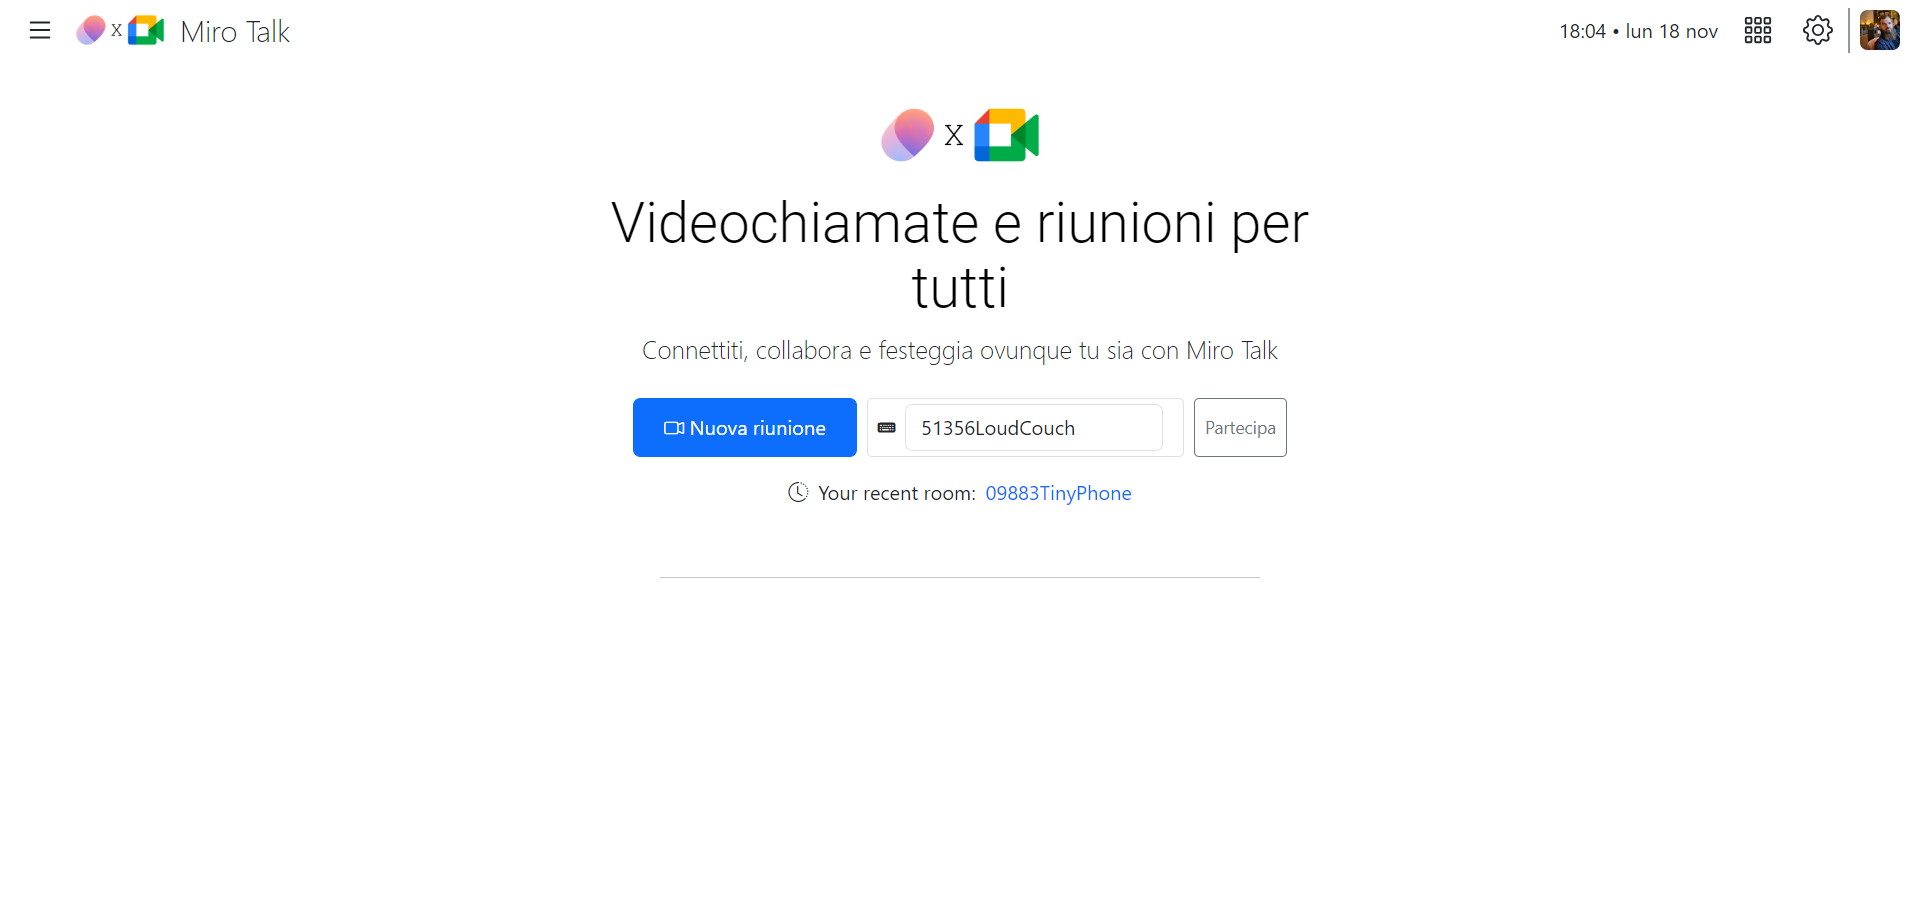 x Miro Talk
18:04 • lun 18 nov
X
Videochiamate e riunioni per
tutti
Connettiti, collabora e festeggia ovunque tu sia con Miro Talk
Nuova riunione
51356LoudCouch
Partecipa
Your recent room: 09883TinyPhone